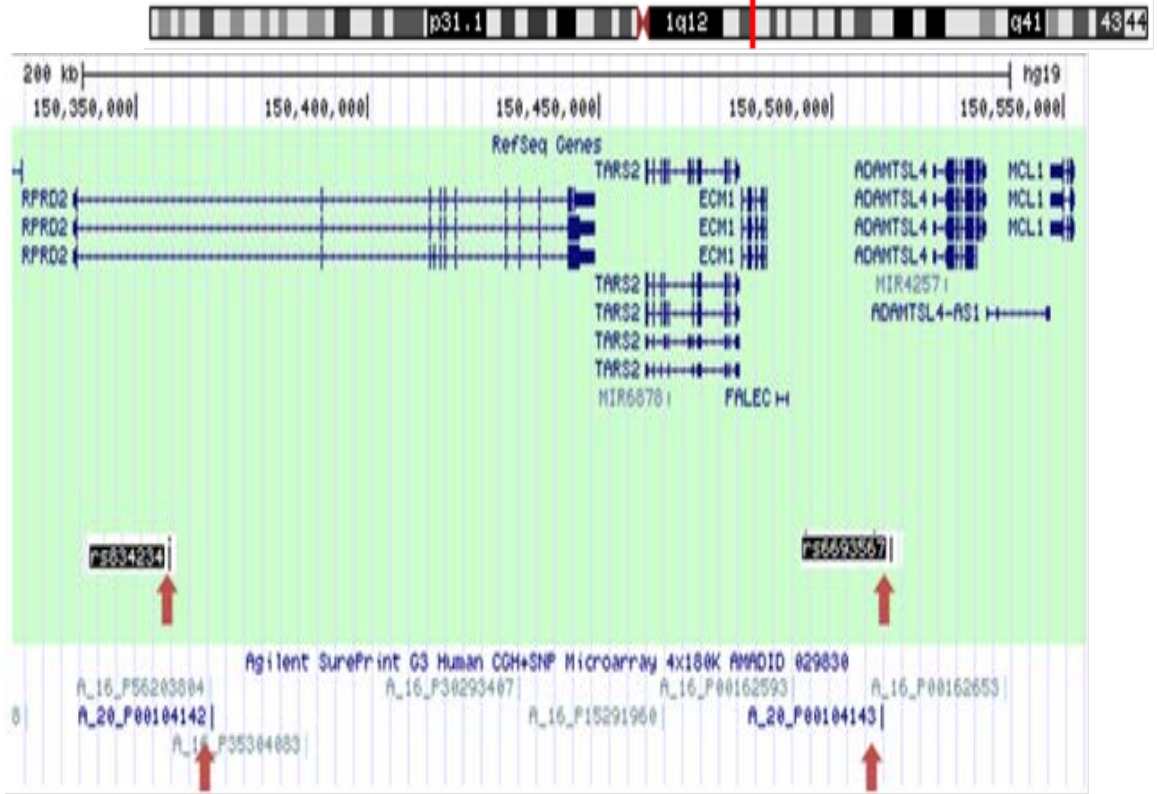 p31.1 1q12 q41 43 44
200 kb hg19
150,350,000 150,400,000 150,450,000 150,500,000 150,550,000
RefSeq Genes
TARS2 ADAMTSL4 MCL1
RPRD2 ECM1 ADAMTSL4 MCL1
RPRD2 ECM1 ADAMTSL4 MCL1
RPRD2 ECM1 ADAMTSL4
TARS2 MIR4257
TARS2 ADAMTSL4-AS1
TARS2
TARS2
MIR6878 FALEC
rs834234 rs6693567
Agilent SurePrint G3 Human CGH+SNP Microarray 4x180K AMADID 029830
A_16_P56203804 A_16_P30293407 A_16_P00162593 A_16_P00162653
8 A_20_P00104142 A_16_P15291960 A_20_P00104143
A_16_P35304083